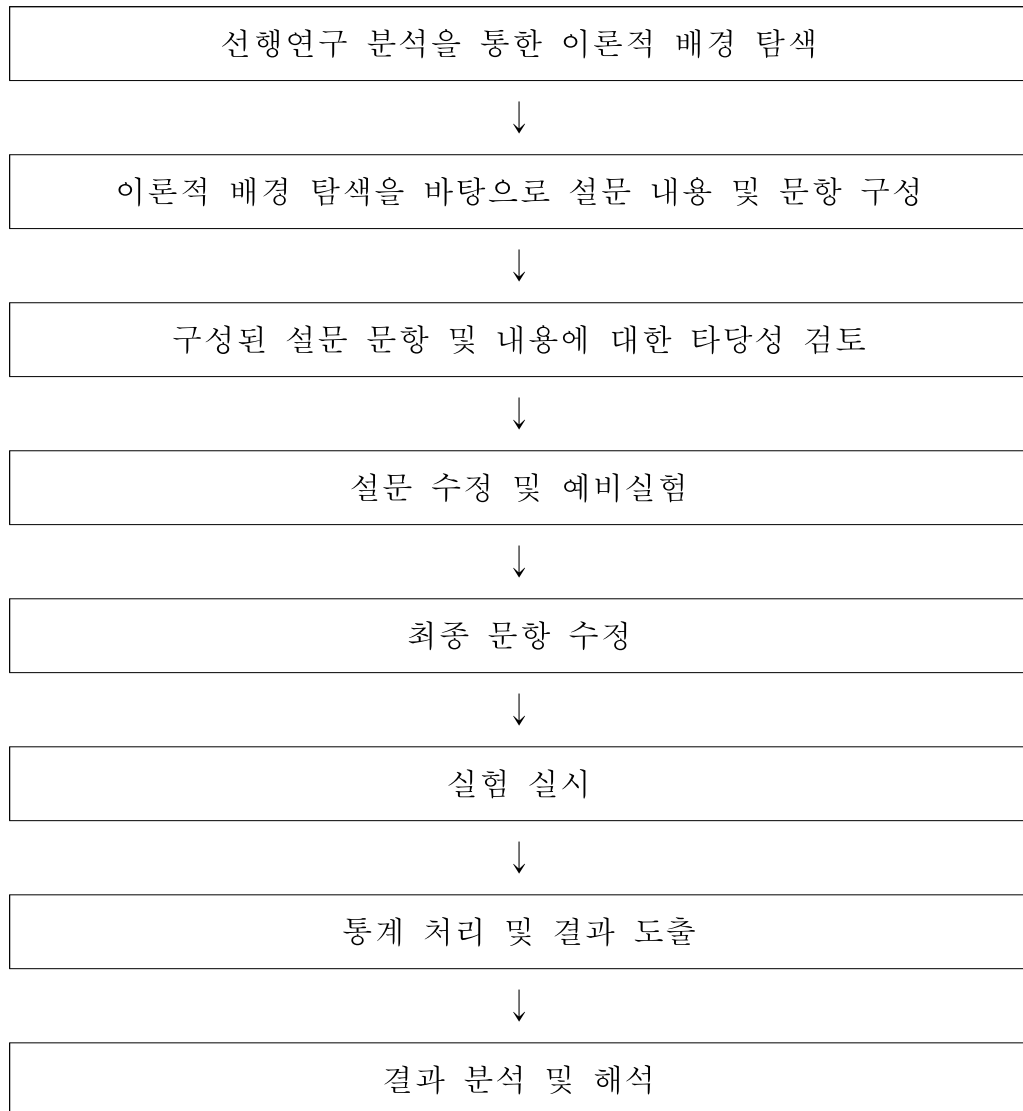 선행연구 분석을 통한 이론적 배경 탐색
↓
이론적 배경 탐색을 바탕으로 설문 내용 및 문항 구성
↓
구성된 설문 문항 및 내용에 대한 타당성 검토
↓
설문 수정 및 예비실험
↓
최종 문항 수정
↓
실험 실시
↓
통계 처리 및 결과 도출
↓
결과 분석 및 해석